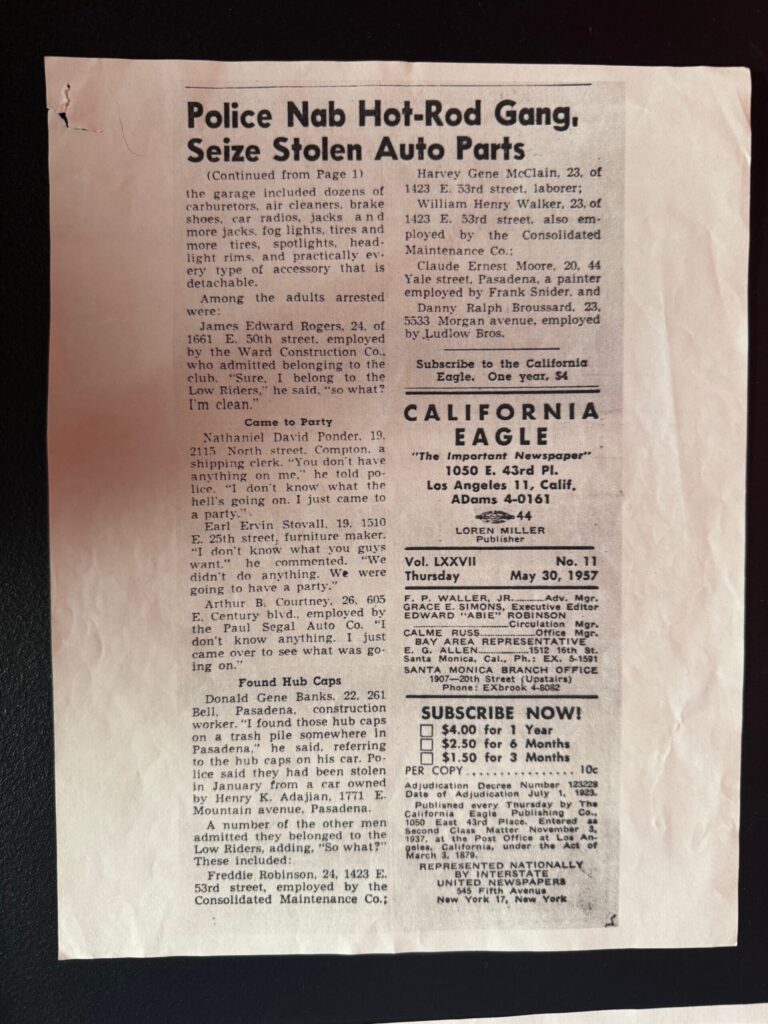 Police Nab Hot-Rod Gang,
Seize Stolen Auto Parts
(Continued from Page 1)
the garage included dozens of
carburetors, air cleaners, brake
shoes, car radios, jacks and
more jacks, fog lights, tires and
more tires, spotlights, head-
light rims, and practically ev-
ery type of accessory that is
detachable.
Among the adults arrested
were:
James Edward Rogers, 24, of
1661 E. 50th street, employed
by the Ward Construction Co.,
who admitted belonging to the
club. "Sure, I belong to the
Low Riders," he said, "so what?
I'm clean."
Came to Party
Nathaniel David Ponder, 19,
2115 North street, Compton, a
shipping clerk. "You don't have
anything on me," he told po-
lice. "I don't know what the
hell's going on. I just came to
a party."
Earl Ervin Stovall, 19, 1510
E. 25th street, furniture maker.
"I don't know what you guys
want," he commented. "We
didn't do anything. We were
going to have a party."
Arthur B. Courtney, 26, 605
E. Century blvd., employed by
the Paul Segal Auto Co. "I
don't know anything. I just
came over to see what was go-
ing on."
Found Hub Caps
Donald Gene Banks, 22, 261
Bell, Pasadena, construction
worker. "I found those hub caps
on a trash pile somewhere in
Pasadena," he said, referring
to the hub caps on his car. Po-
lice said they had been stolen
in January from a car owned
by Henry K. Adajian, 1771 E.
Mountain avenue, Pasadena.
A number of the other men
admitted they belonged to the
Low Riders, adding, "So what?"
These included:
Freddie Robinson, 24, 1423 E.
53rd street, employed by the
Consolidated Maintenance Co.;
Harvey Gene McClain, 23, of
1423 E. 53rd street, laborer;
William Henry Walker, 23, of
1423 E. 53rd street, also em-
ployed by the Consolidated
Maintenance Co.;
Claude Ernest Moore, 20, 44
Yale street, Pasadena, a painter
employed by Frank Snider, and
Danny Ralph Broussard, 23,
5533 Morgan avenue, employed
by Ludlow Bros.
Subscribe to the California
Eagle. One year, $4
CALIFORNIA
EAGLE
"The Important Newspaper"
1050 E. 43rd Pl.
Los Angeles 11, Calif.
ADams 4-0161
44
LOREN MILLER
Publisher
Vol. LXXVII No. 11
Thursday May 30, 1957
F. P. WALLER, JR. Adv. Mgr.
GRACE E. SIMONS, Executive Editor
EDWARD "ABIE" ROBINSON
Circulation Mgr.
CALME RUSS Office Mgr.
BAY AREA REPRESENTATIVE
E. G. ALLEN 1512 16th St.
Santa Monica, Cal., Ph.: EX. 5-1591
SANTA MONICA BRANCH OFFICE
1907—20th Street (Upstairs)
Phone: EXbrook 4-8082
SUBSCRIBE NOW!
$4.00 for 1 Year
$2.50 for 6 Months
$1.50 for 3 Months
PER COPY 10c
Adjudication Decree Number 123228
Date of Adjudication July 1, 1923.
Published every Thursday by The
California Eagle Publishing Co.,
1050 East 43rd Place. Entered as
Second Class Matter November 3,
1937, at the Post Office at Los An-
geles, California, under the Act of
March 3, 1879.
REPRESENTED NATIONALLY
BY INTERSTATE
UNITED NEWSPAPERS
545 Fifth Avenue
New York 17, New York